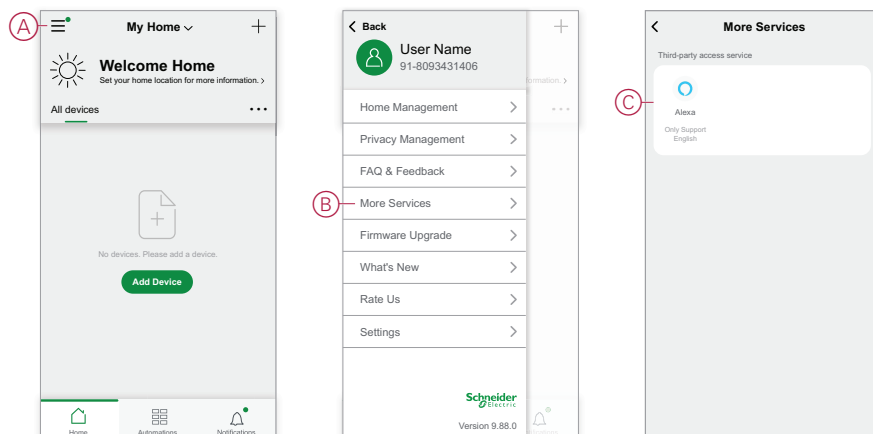 A
My Home
Welcome Home
Set your home location for more information. >
All devices
No devices. Please add a device.
Add Device
Home
Automations
Notifications
Back
User Name
91-8093431406
formation. >
Home Management
Privacy Management
FAQ & Feedback
B
More Services
Firmware Upgrade
What's New
Rate Us
Settings
Schneider
Electric
Version 9.88.0
More Services
Third-party access service
C
Alexa
Only Support
English